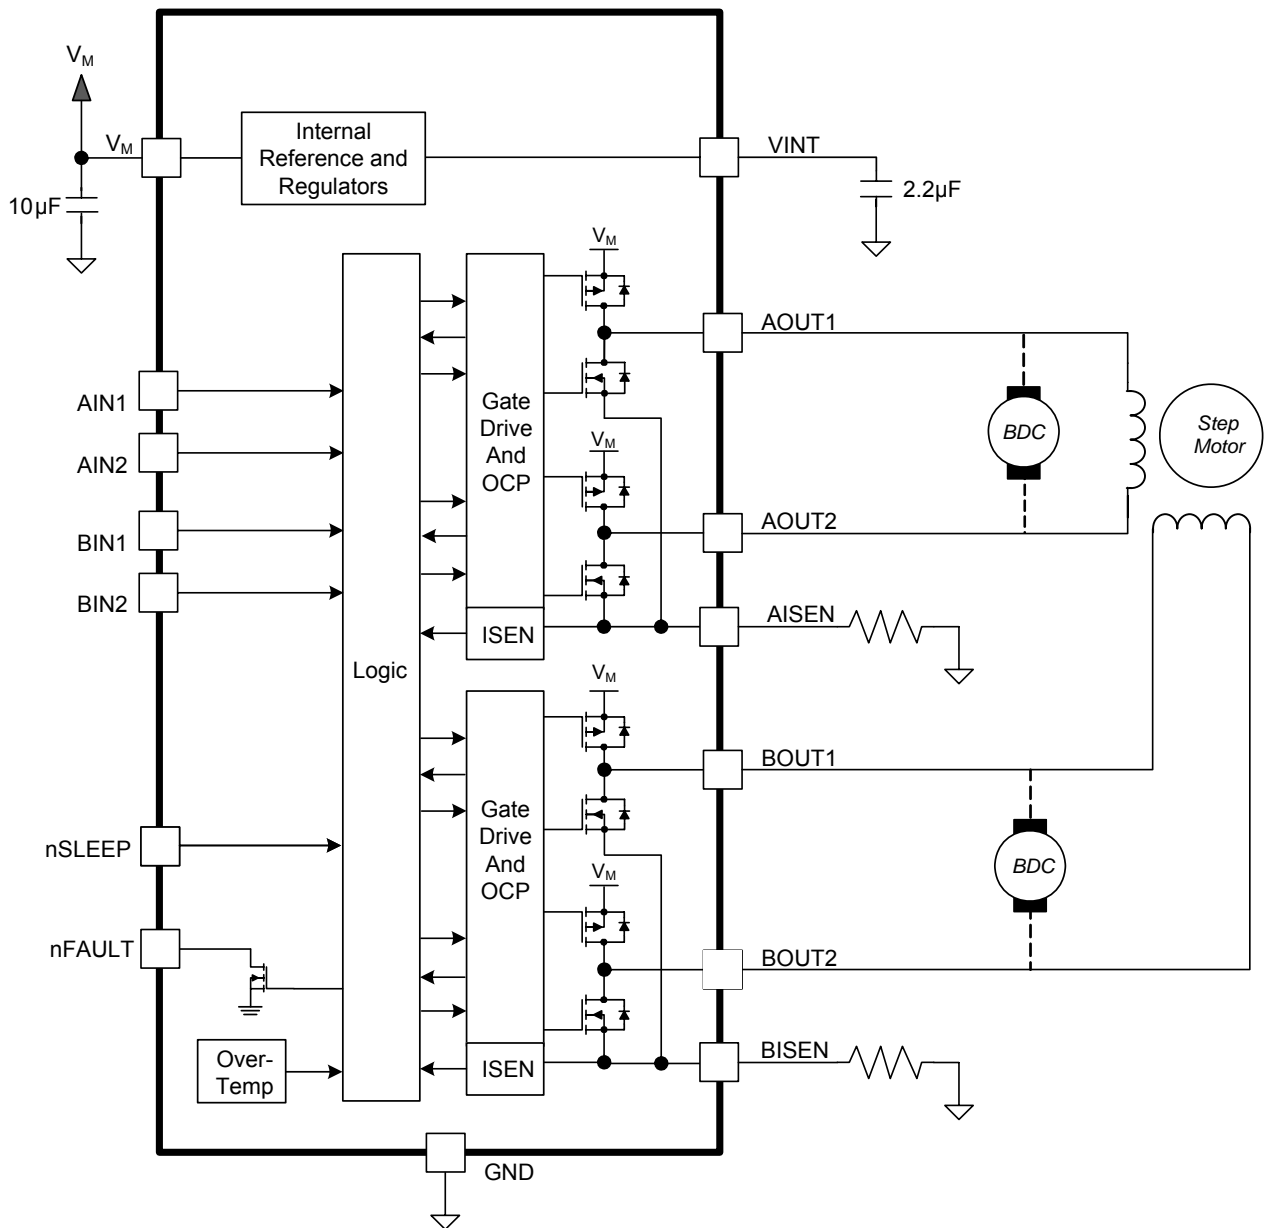 VM
VM
Internal
Reference and
Regulators
VINT
10µF
2.2µF
VM
AOUT1
AIN1
Gate
Drive
And
OCP
BDC
Step
Motor
VM
AIN2
BIN1
AOUT2
BIN2
AISEN
ISEN
Logic
VM
BOUT1
Gate
Drive
And
OCP
nSLEEP
BDC
VM
nFAULT
BOUT2
BISEN
Over-
Temp
ISEN
GND